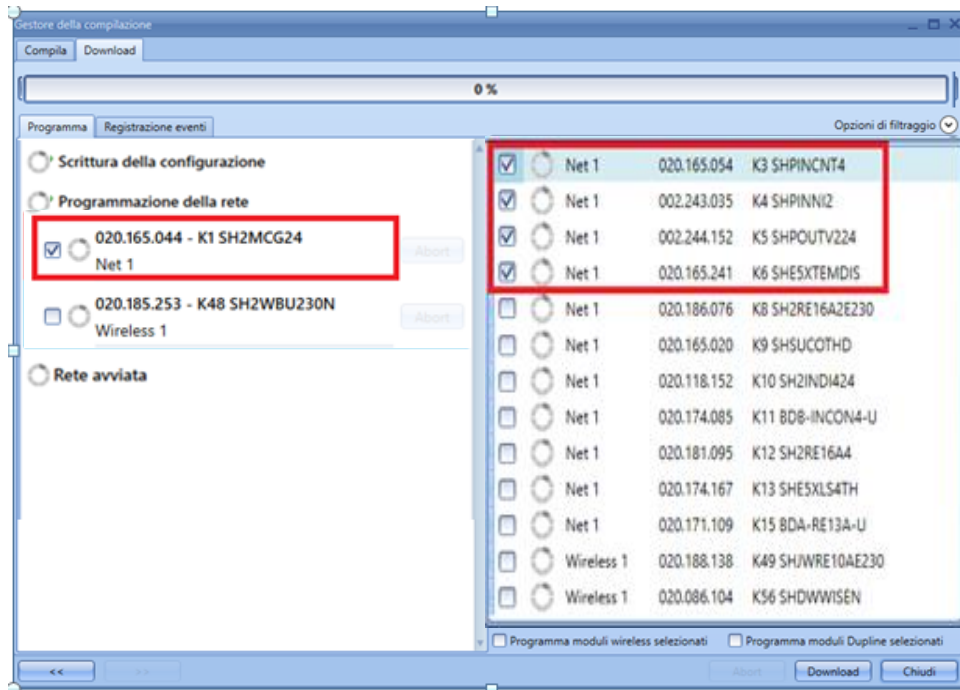 Gestore della compilazione
Compila Download
0 %
Programma Registrazione eventi
Opzioni di filtraggio
Scrittura della configurazione
Programmazione della rete
020.165.044 - K1 SH2MCG24
Net 1
Abort
020.185.253 - K48 SH2WBU230N
Wireless 1
Abort
Rete avviata
Net 1 020.165.054 K3 SHPINCNT4
Net 1 002.243.035 K4 SHPINNI2
Net 1 002.244.152 K5 SHPOUTV224
Net 1 020.165.241 K6 SHE5XTEMDIS
Net 1 020.186.076 K8 SH2RE16A2E230
Net 1 020.165.020 K9 SHSUCOTHD
Net 1 020.118.152 K10 SH2INDI424
Net 1 020.174.085 K11 BDB-INCON4-U
Net 1 020.181.095 K12 SH2RE16A4
Net 1 020.174.167 K13 SHE5XLS4TH
Net 1 020.171.109 K15 BDA-RE13A-U
Wireless 1 020.188.138 K49 SHJWRE10AE230
Wireless 1 020.086.104 K56 SHDWWISEN
Programma moduli wireless selezionati Programma moduli Dupline selezionati
<< >> Abort Download Chiudi